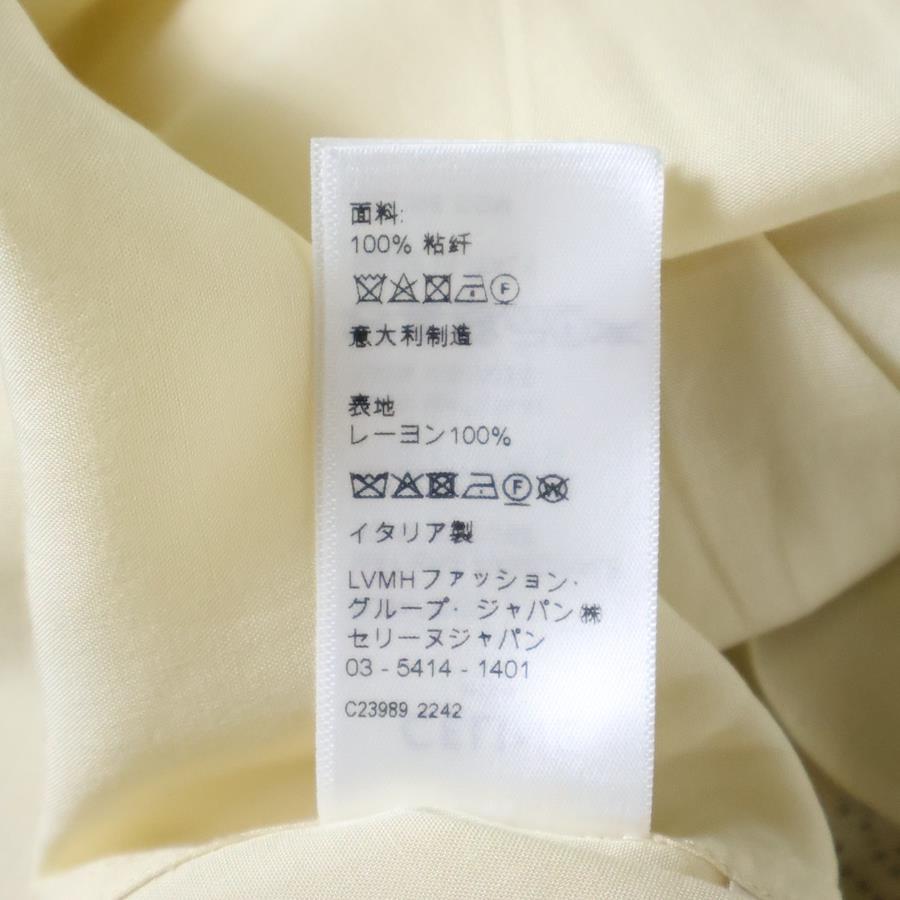 面料:
100% 粘纤
F
意大利制造
表地
レーヨン100%
F W
イタリア製
LVMHファッション·
グループ· ジャパン㈱
セリーヌジャパン
03 - 5414 - 1401
C23989 2242